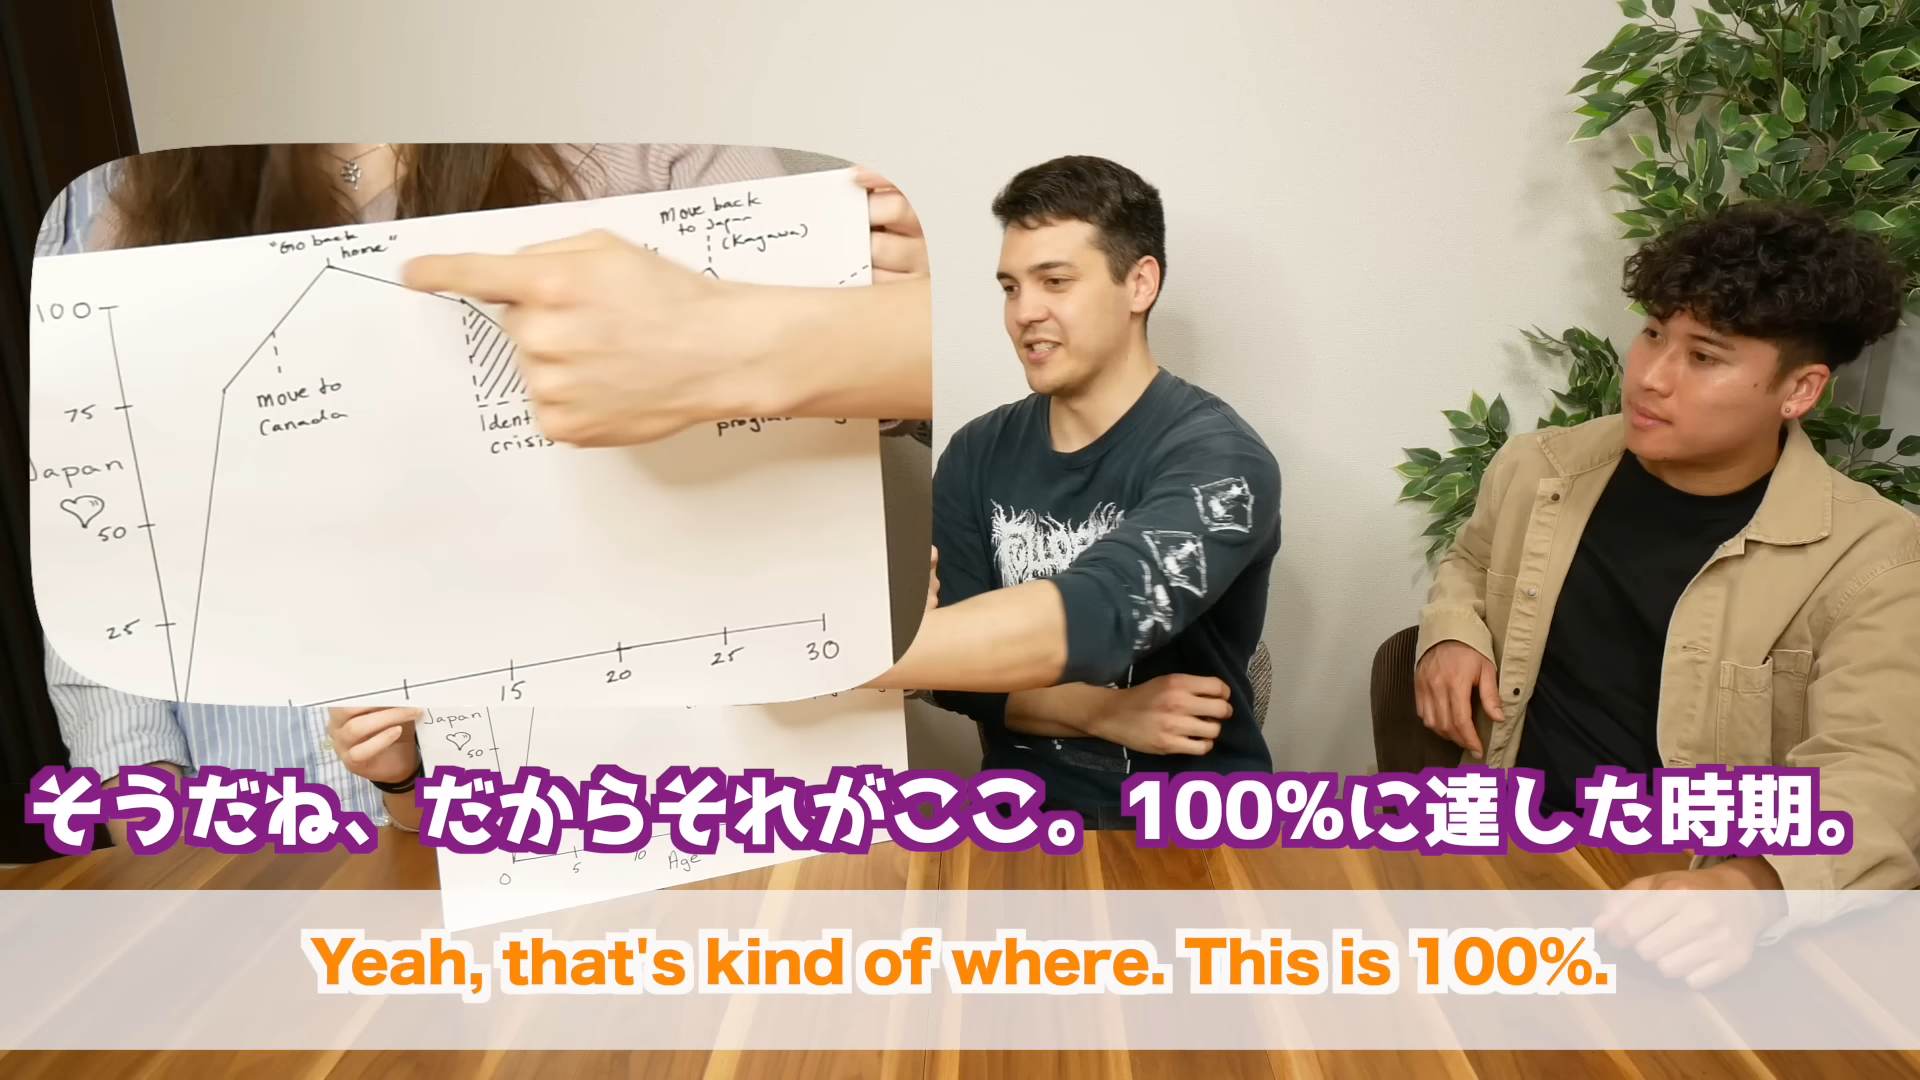 "Go back
home"
Move back
to Japan
(Kagawa)
100
75
Move to
Canada
Japan
50
25
crisis
15
20
25
30
Japan
50
0
5
10
Age
そうだね、だからそれがここ。100%に達した時期。
Yeah, that's kind of where. This is 100%.